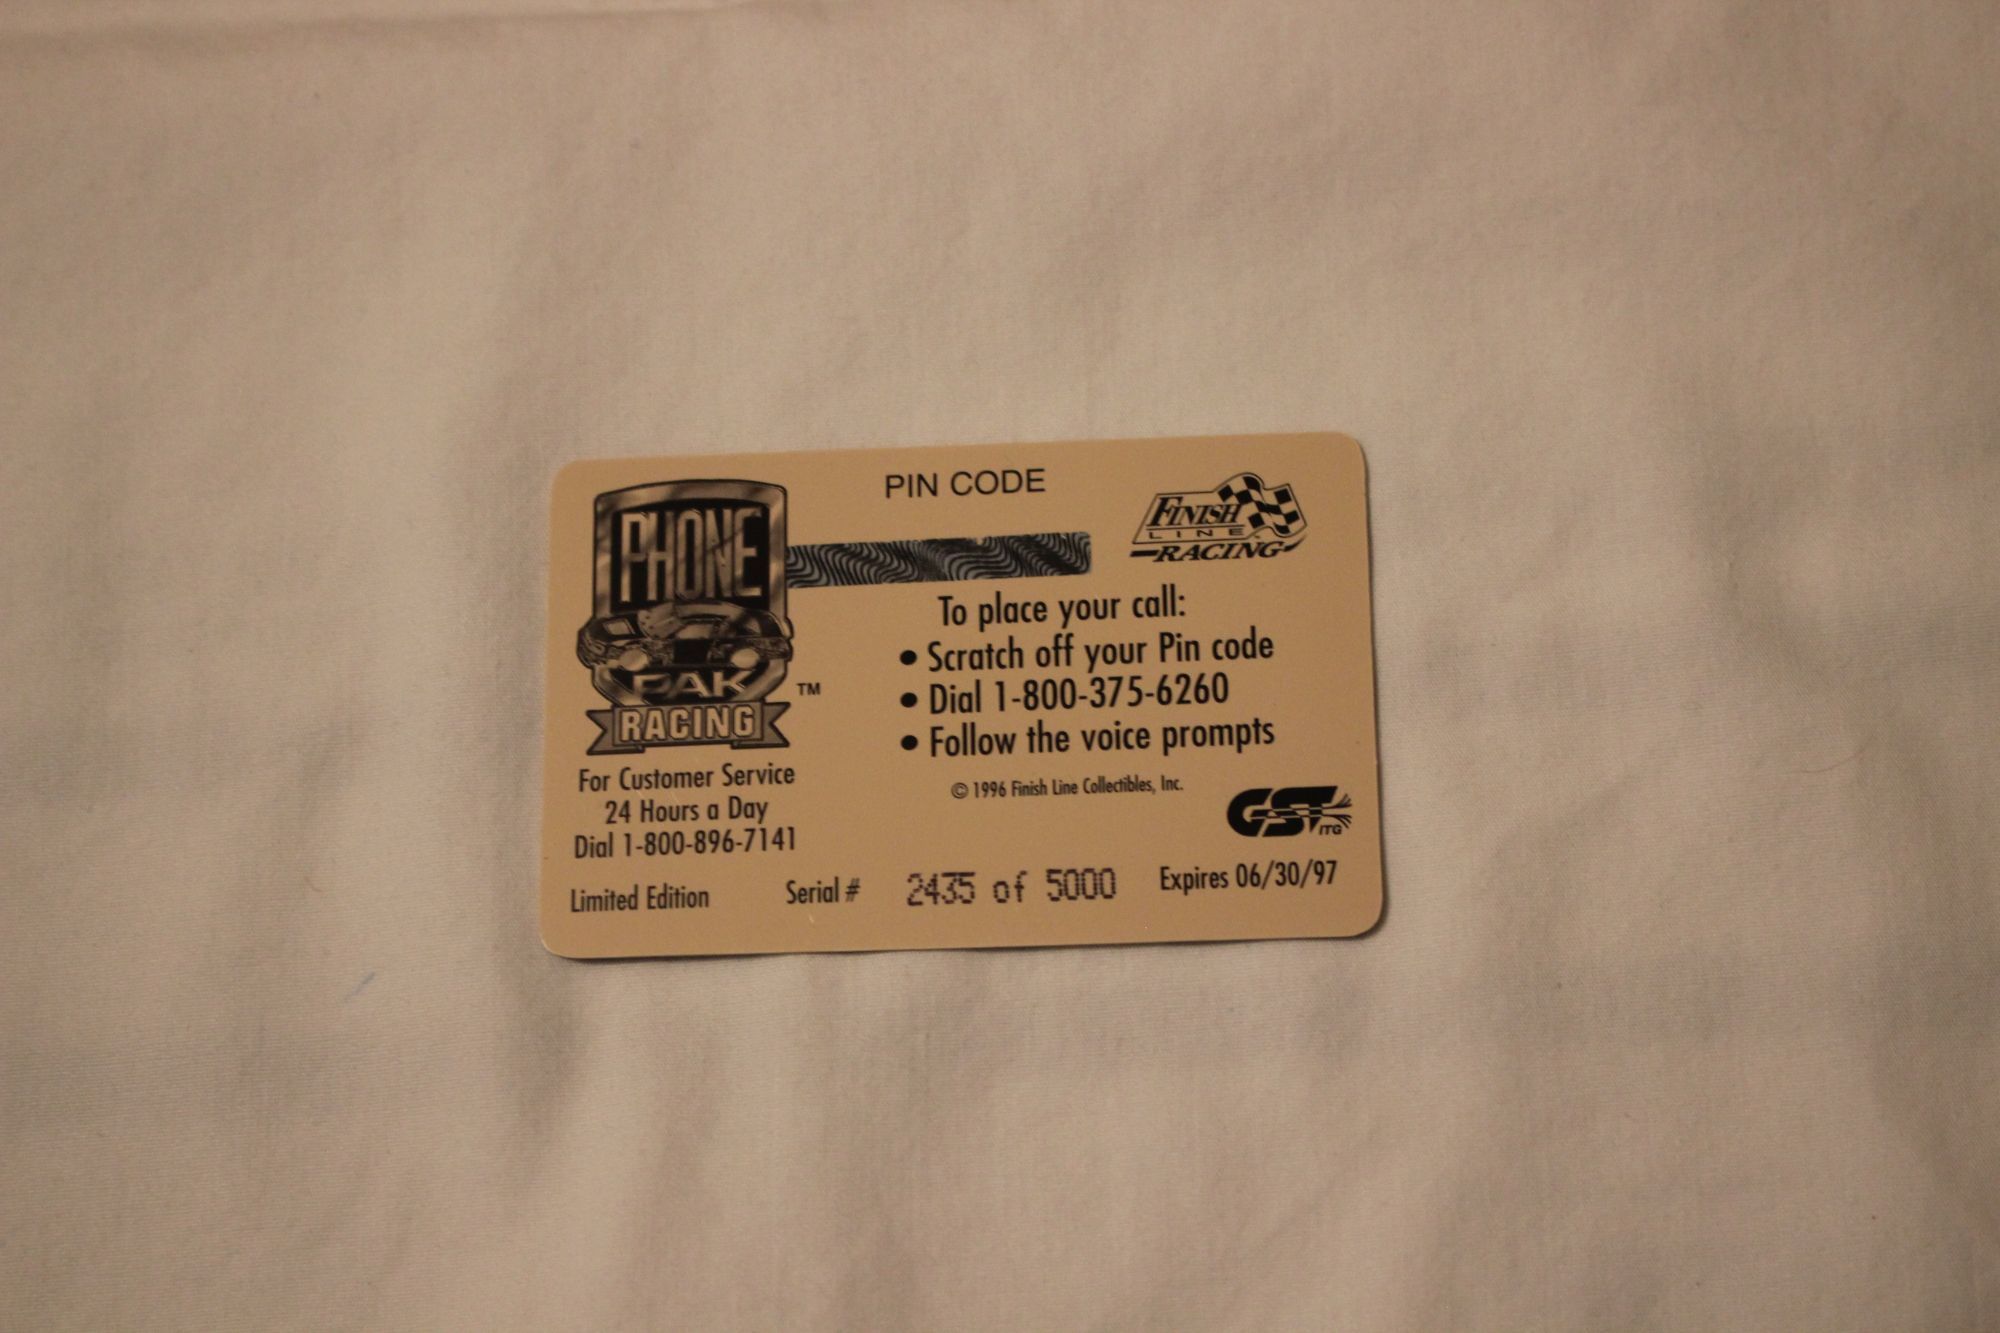 PIN CODE
PHONE
PAK
RACING
TM
FINISH
LINE
RACING
To place your call:
• Scratch off your Pin code
• Dial 1-800-375-6260
• Follow the voice prompts
© 1996 Finish Line Collectibles, Inc.
For Customer Service
24 Hours a Day
Dial 1-800-896-7141
GST
ITG
Limited Edition
Serial # 2435 of 5000
Expires 06/30/97